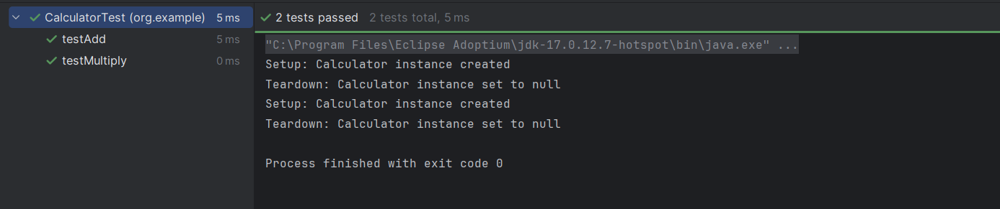 CalculatorTest (org.example) 5 ms
testAdd 5 ms
testMultiply 0 ms
2 tests passed 2 tests total, 5 ms
"C:\Program Files\Eclipse Adoptium\jdk-17.0.12.7-hotspot\bin\java.exe" ...
Setup: Calculator instance created
Teardown: Calculator instance set to null
Setup: Calculator instance created
Teardown: Calculator instance set to null
Process finished with exit code 0